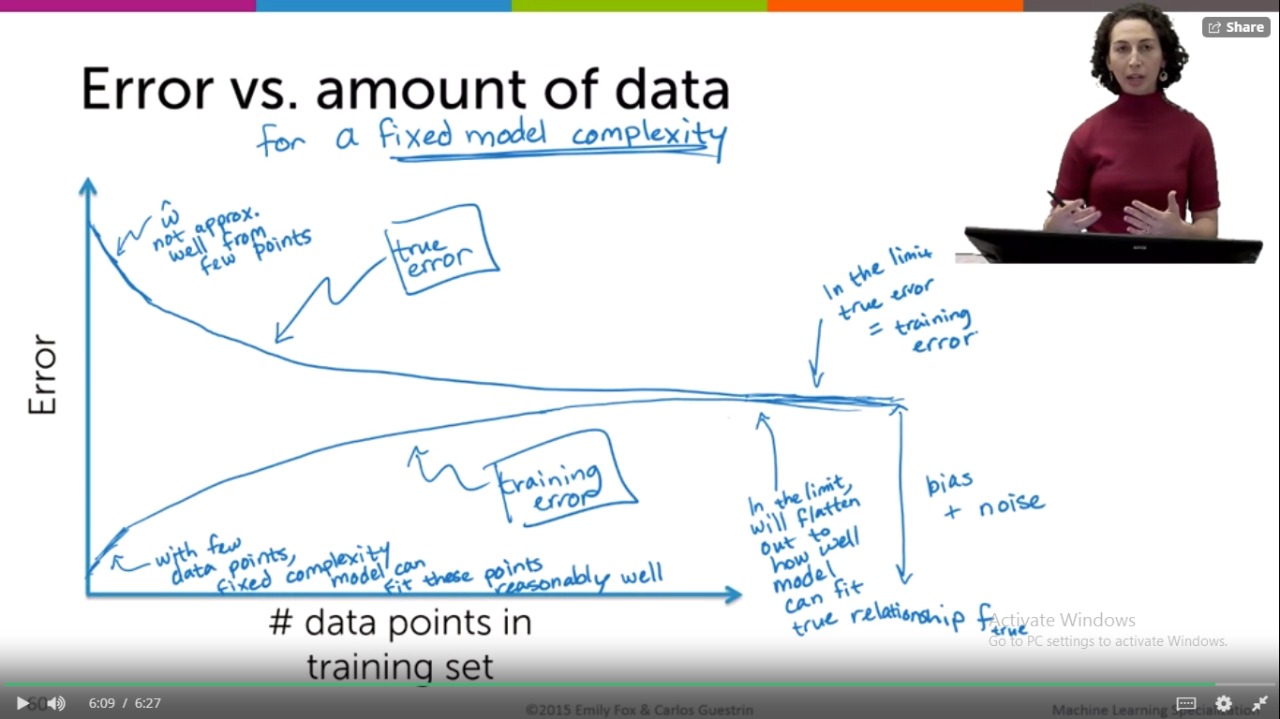 Share
Error vs. amount of data
for a fixed model complexity
ŵ
not approx.
well from
few points
true
error
In the limit
true error
= training
error
Error
training
error
bias
+ noise
In the limit,
will flatten
out to
how well
model
can fit
true relationship f true
with few
data points,
fixed complexity
model can
fit these points
reasonably well
# data points in
training set
Activate Windows
Go to PC settings to activate Windows.
60
6:09 / 6:27
©2015 Emily Fox & Carlos Guestrin
Machine Learning Specialization